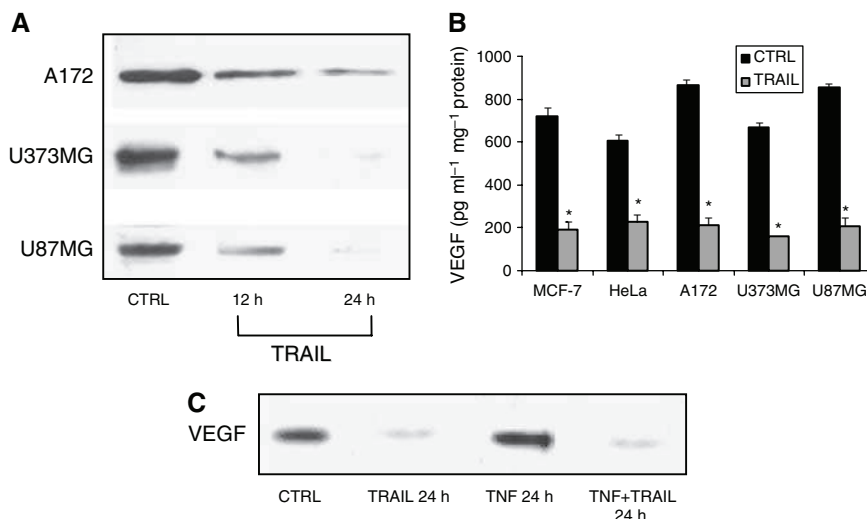 A
A172
U373MG
U87MG
CTRL
12 h
24 h
TRAIL
B
VEGF (pg ml⁻¹ mg⁻¹ protein)
1000
800
600
400
200
0
CTRL
TRAIL
*
*
*
*
*
MCF-7
HeLa
A172
U373MG
U87MG
C
VEGF
CTRL
TRAIL 24 h
TNF 24 h
TNF+TRAIL
24 h